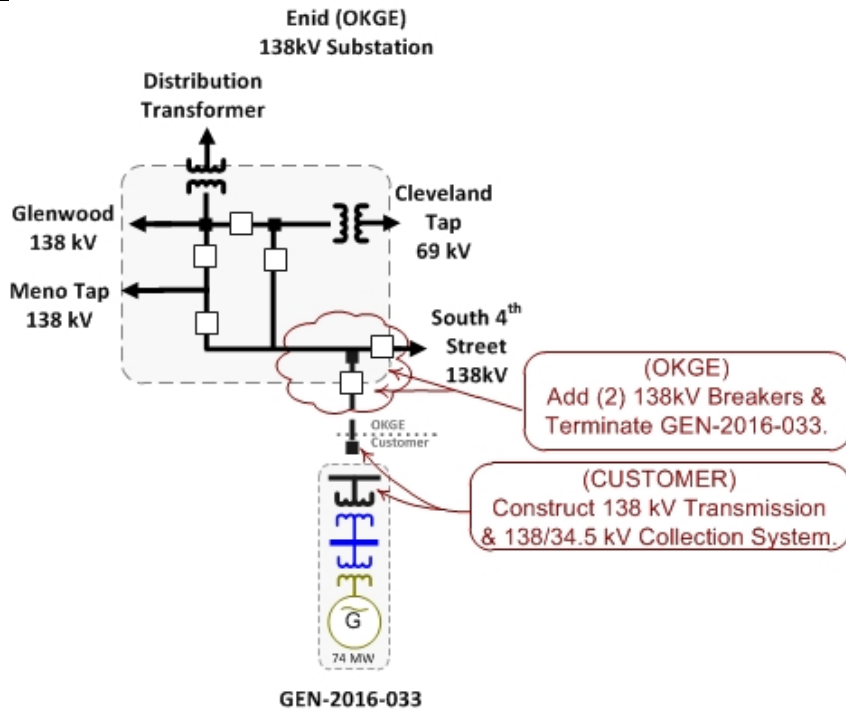 Enid (OKGE)
138kV Substation
Distribution
Transformer
Glenwood
138 kV
Cleveland
Tap
69 kV
Meno Tap
138 kV
South 4th
Street
138kV
(OKGE)
Add (2) 138kV Breakers &
Terminate GEN-2016-033.
OKGE
Customer
(CUSTOMER)
Construct 138 kV Transmission
& 138/34.5 kV Collection System.
G
74 MW
GEN-2016-033